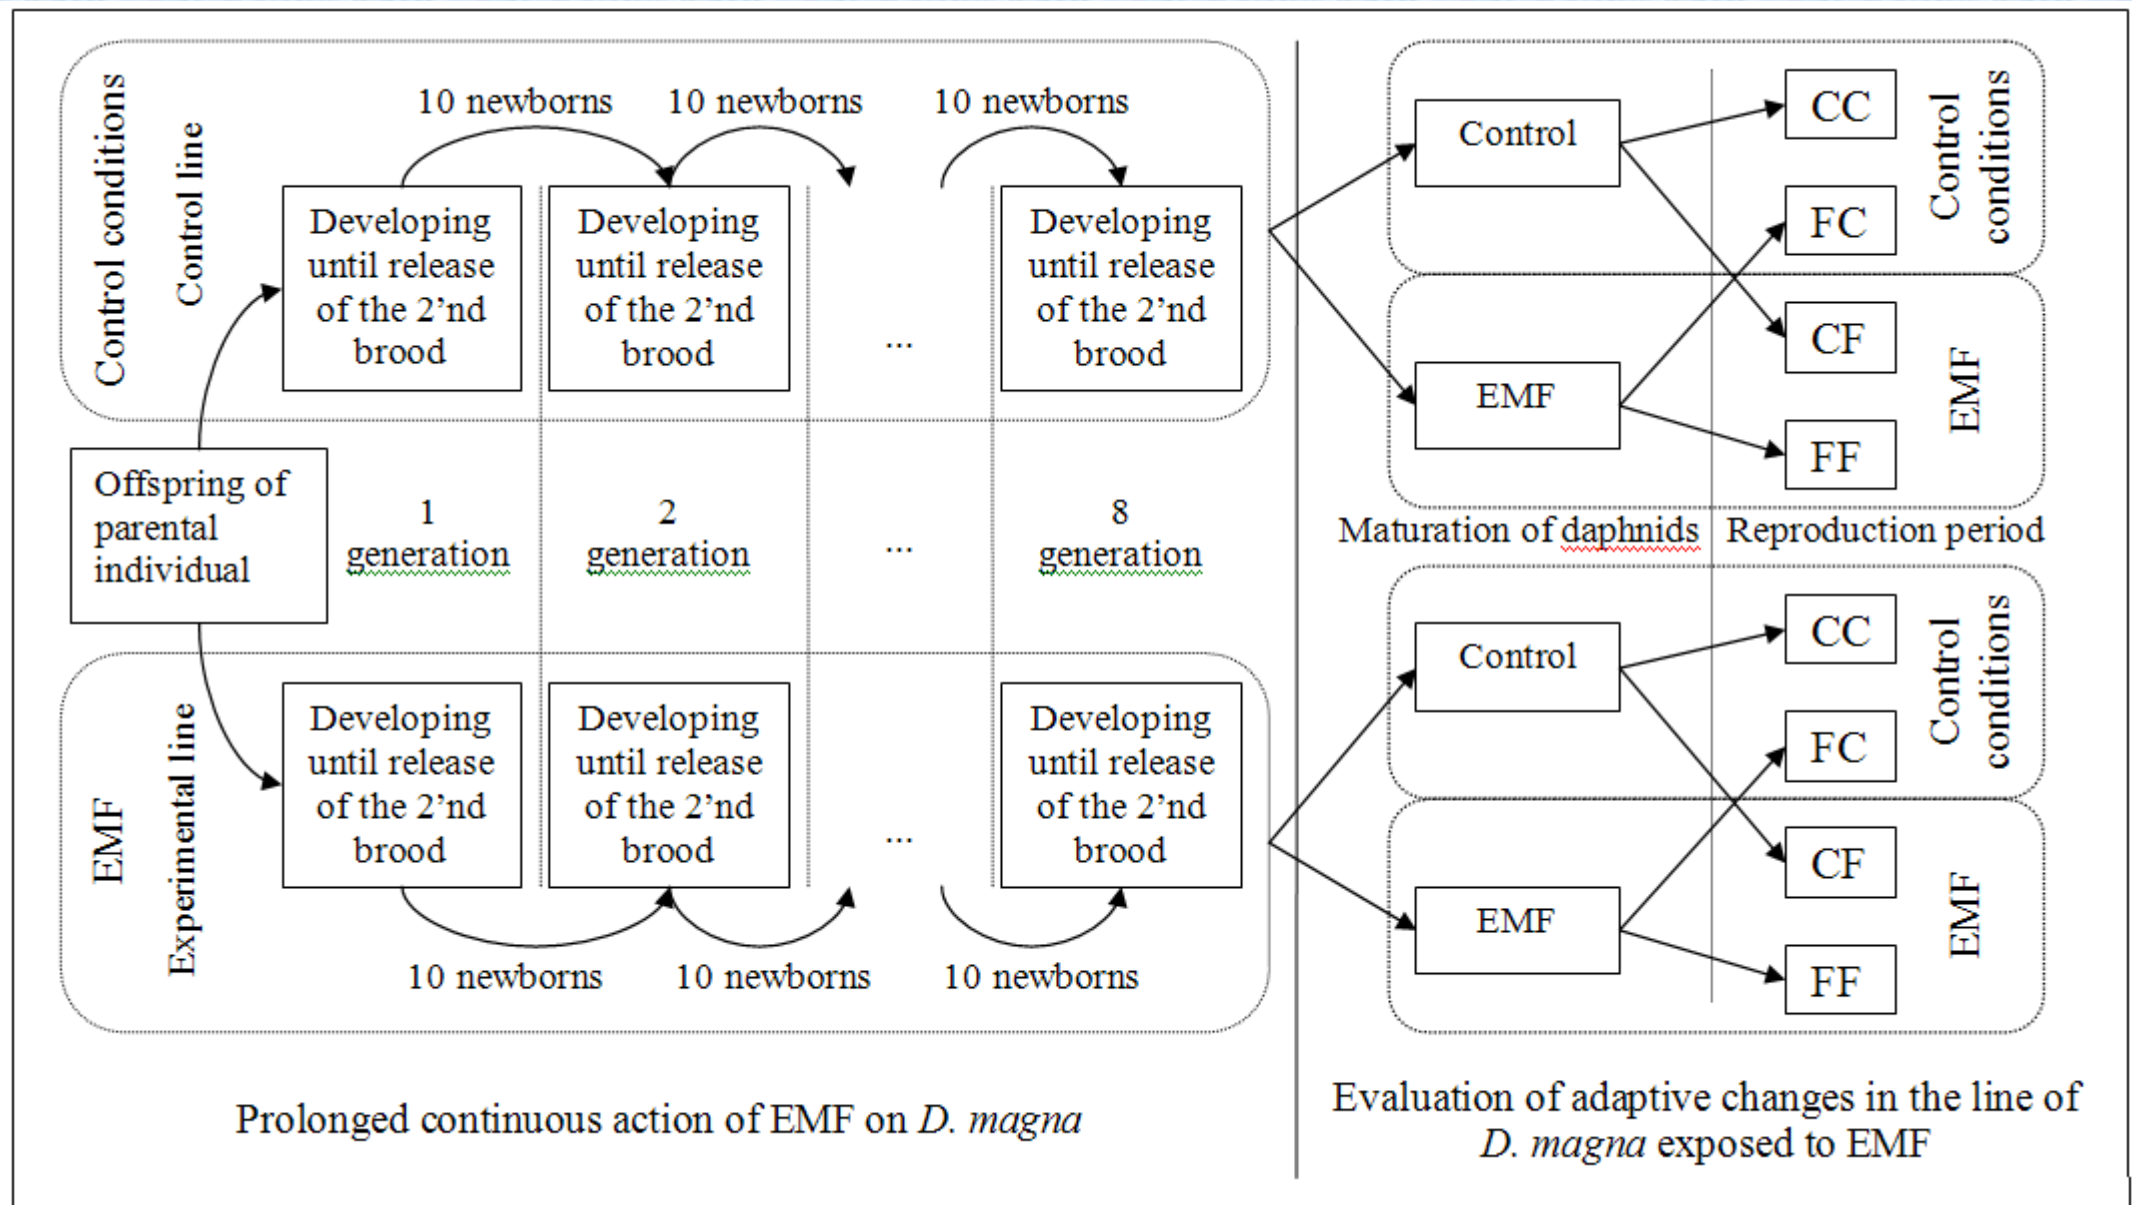 Control conditions
Control line
10 newborns
10 newborns
10 newborns
Developing
until release
of the 2’nd
brood
Developing
until release
of the 2’nd
brood
...
Developing
until release
of the 2’nd
brood
Offspring of
parental
individual
1
generation
2
generation
...
8
generation
EMF
Experimental line
Developing
until release
of the 2’nd
brood
Developing
until release
of the 2’nd
brood
...
Developing
until release
of the 2’nd
brood
10 newborns
10 newborns
10 newborns
Prolonged continuous action of EMF on D. magna
Control
EMF
CC
FC
CF
FF
Control
conditions
EMF
Maturation of daphnids
Reproduction period
Control
EMF
CC
FC
CF
FF
Control
conditions
EMF
Evaluation of adaptive changes in the line of
D. magna exposed to EMF